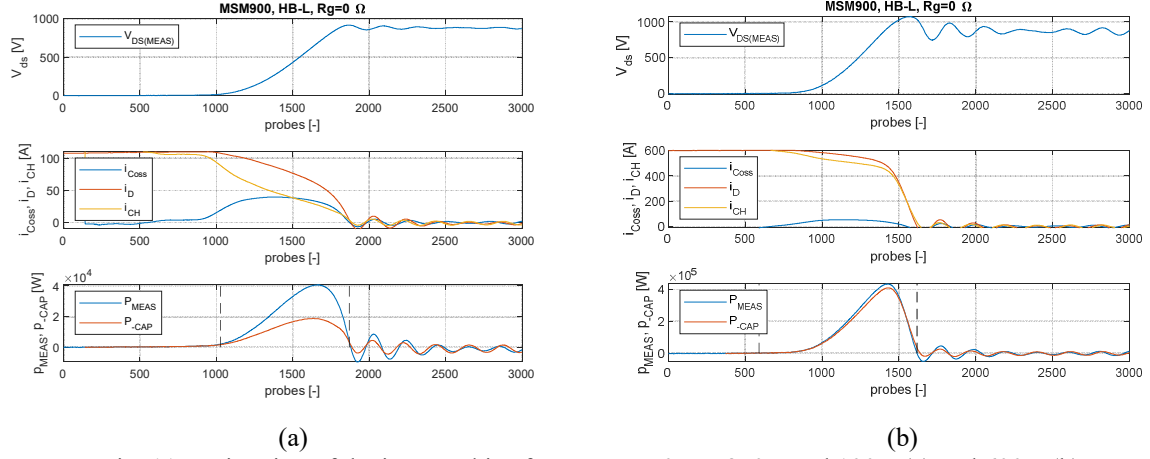 MSM900, HB-L, Rg=0 Ω
V_ds [V]
1000
500
0
V_DS(MEAS)
0 500 1000 1500 2000 2500 3000
probes [-]
i_Coss, i_D, i_CH [A]
100
50
0
i_Coss
i_D
i_CH
0 500 1000 1500 2000 2500 3000
probes [-]
p_MEAS, p_-CAP [W]
×10^4
4
2
0
P_MEAS
P_-CAP
0 500 1000 1500 2000 2500 3000
probes [-]
(a)
MSM900, HB-L, Rg=0 Ω
V_ds [V]
1000
500
0
V_DS(MEAS)
0 500 1000 1500 2000 2500 3000
probes [-]
i_Coss, i_D, i_CH [A]
600
400
200
0
i_Coss
i_D
i_CH
0 500 1000 1500 2000 2500 3000
probes [-]
p_MEAS, p_-CAP [W]
×10^5
4
2
0
P_MEAS
P_-CAP
0 500 1000 1500 2000 2500 3000
probes [-]
(b)